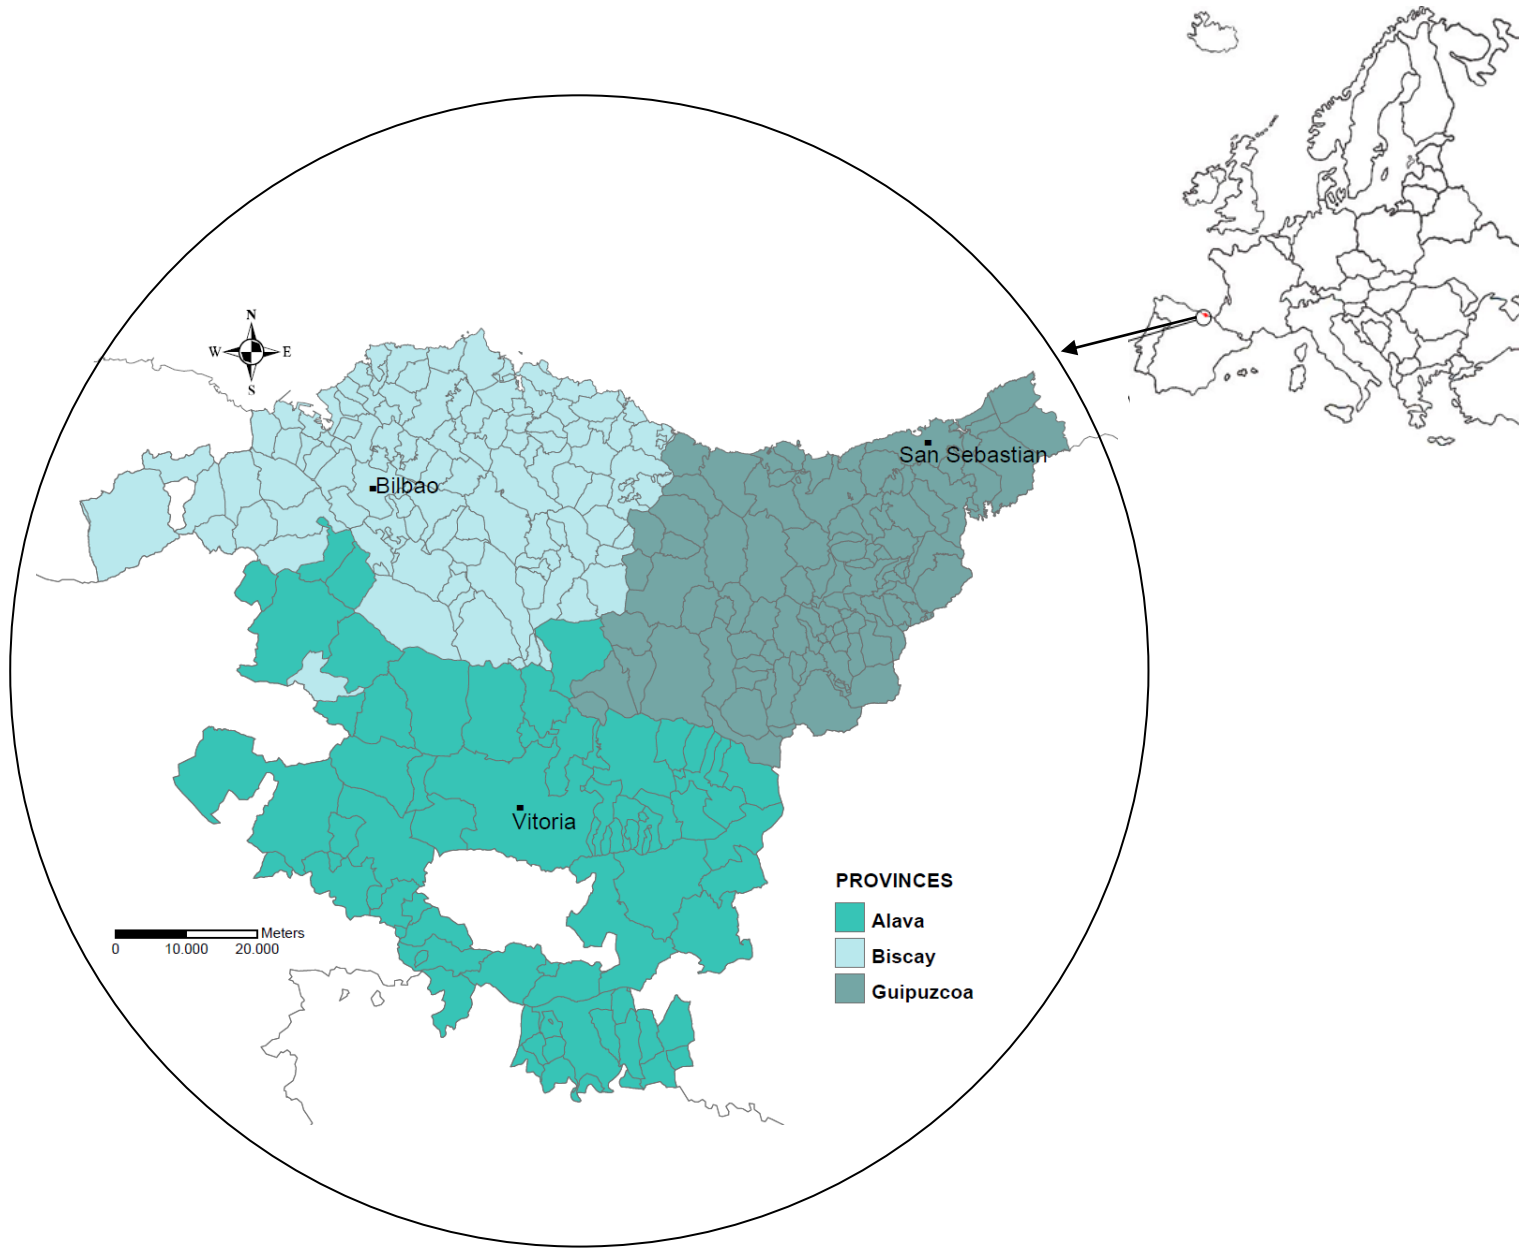 N
W
E
S
San Sebastian
Bilbao
Vitoria
PROVINCES
Alava
Biscay
Guipuzcoa
Meters
0
10.000
20.000